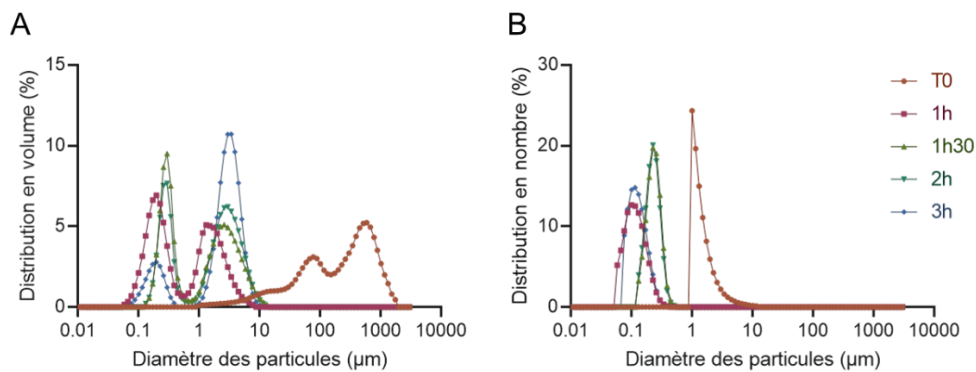 A
Distribution en volume (%)
15
10
5
0
0.01 0.1 1 10 100 1000 10000
Diamètre des particules (µm)
B
Distribution en nombre (%)
30
20
10
0
0.01 0.1 1 10 100 1000 10000
Diamètre des particules (µm)
T0
1h
1h30
2h
3h